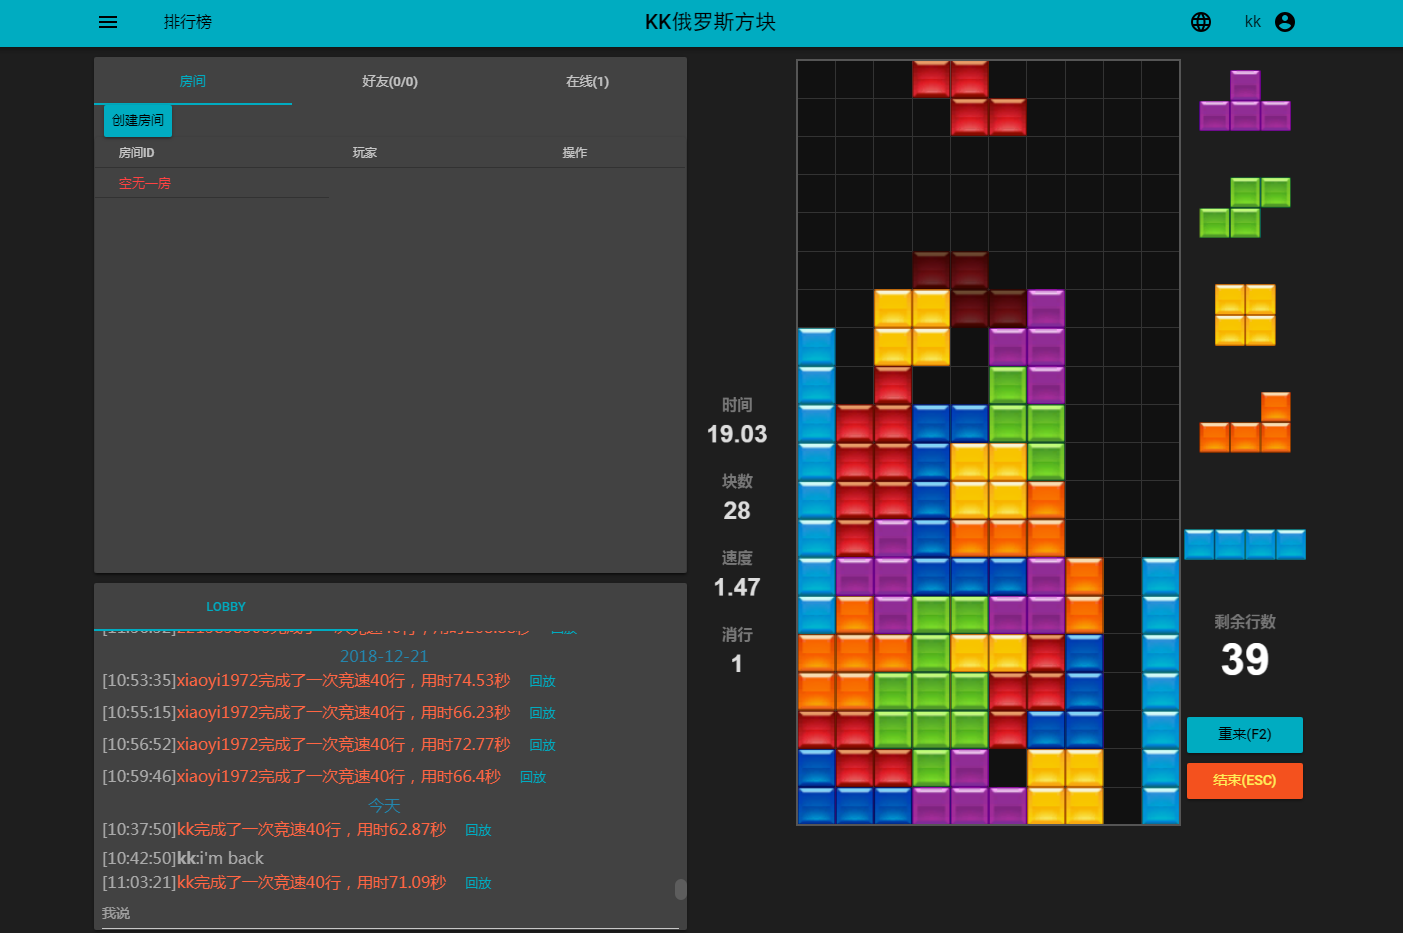 排行榜
KK俄罗斯方块
kk
房间
好友(0/0)
在线(1)
创建房间
房间ID
玩家
操作
空无一房
时间
19.03
块数
28
速度
1.47
消行
1
剩余行数
39
重来(F2)
结束(ESC)
LOBBY
2018-12-21
[10:53:35]xiaoyi1972完成了一次竞速40行，用时74.53秒 回放
[10:55:15]xiaoyi1972完成了一次竞速40行，用时66.23秒 回放
[10:56:52]xiaoyi1972完成了一次竞速40行，用时72.77秒 回放
[10:59:46]xiaoyi1972完成了一次竞速40行，用时66.4秒 回放
今天
[10:37:50]kk完成了一次竞速40行，用时62.87秒 回放
[10:42:50]kk:i'm back
[11:03:21]kk完成了一次竞速40行，用时71.09秒 回放
我说